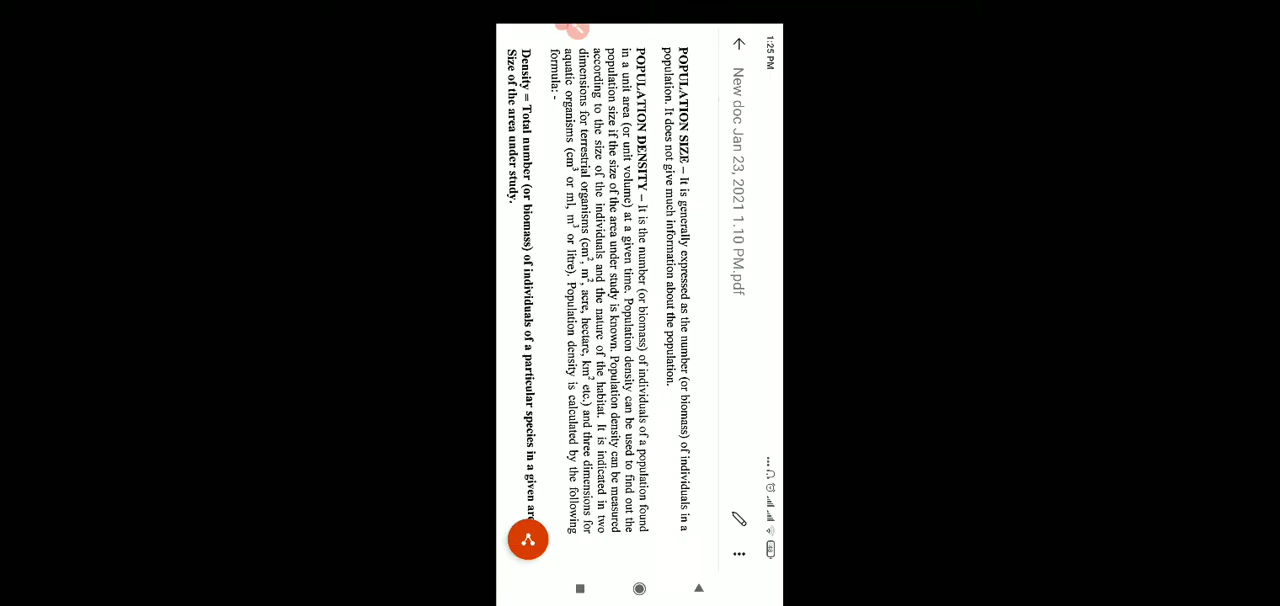 1:25 PM
New doc Jan 23, 2021 1.10 PM.pdf
POPULATION SIZE – It is generally expressed as the number (or biomass) of individuals in a
population. It does not give much information about the population.
POPULATION DENSITY – It is the number (or biomass) of individuals of a population found
in a unit area (or unit volume) at a given time. Population density can be used to find out the
population size if the size of the area under study is known. Population density can be measured
according to the size of the individuals and the nature of the habitat. It is indicated in two
dimensions for terrestrial organisms (cm², m², acre, hectare, km² etc.) and three dimensions for
aquatic organisms (cm³ or ml, m³ or litre). Population density is calculated by the following
formula: -
Density = Total number (or biomass) of individuals of a particular species in a given
Size of the area under study.